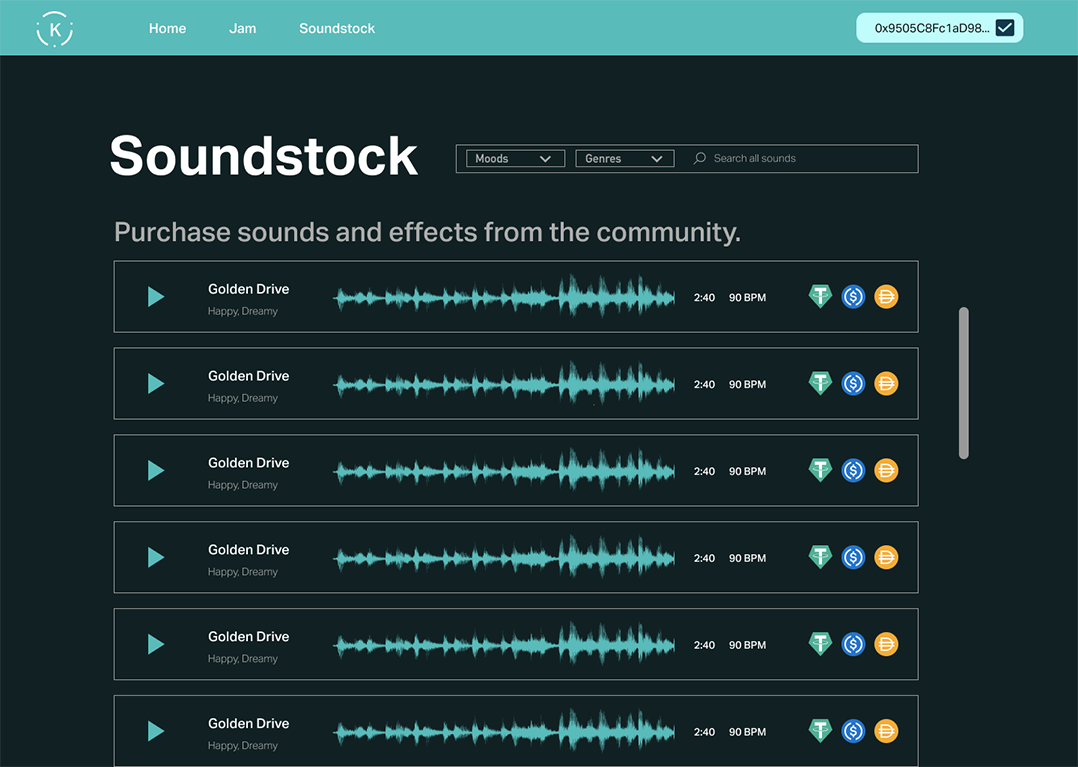 K
Home Jam Soundstock 0x9505C8Fc1aD98...
Soundstock Moods Genres Search all sounds
Purchase sounds and effects from the community.
Golden Drive
Happy, Dreamy
2:40 90 BPM
Golden Drive
Happy, Dreamy
2:40 90 BPM
Golden Drive
Happy, Dreamy
2:40 90 BPM
Golden Drive
Happy, Dreamy
2:40 90 BPM
Golden Drive
Happy, Dreamy
2:40 90 BPM
Golden Drive
Happy, Dreamy
2:40 90 BPM